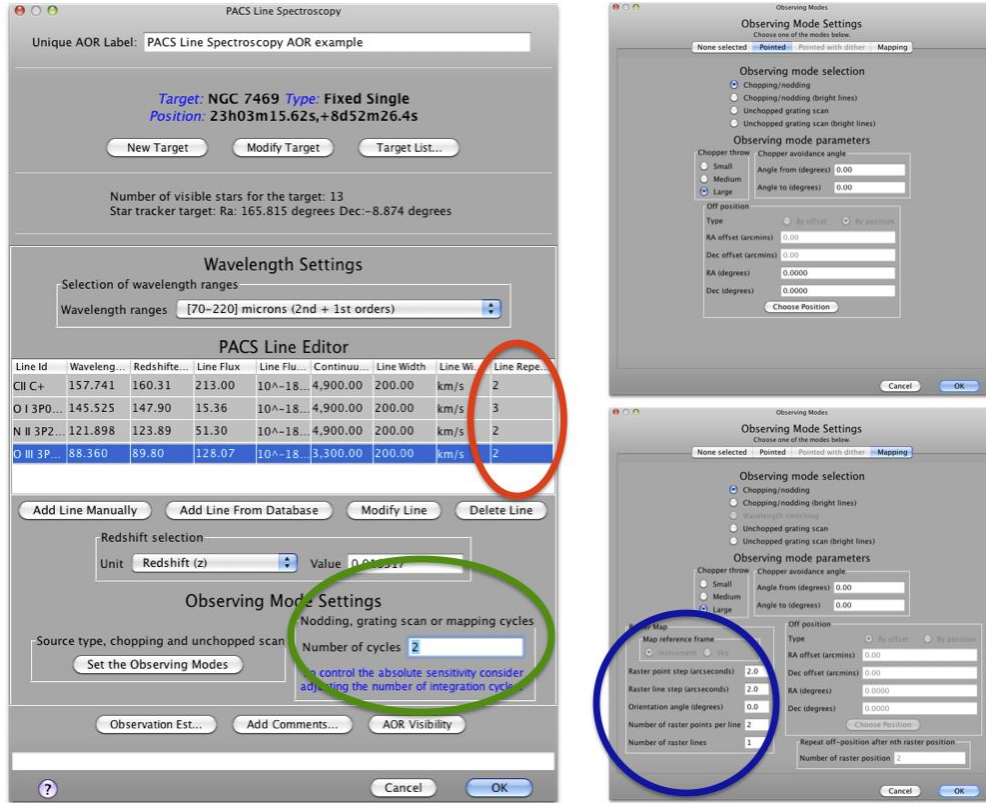 PACS Line Spectroscopy
Unique AOR Label: PACS Line Spectroscopy AOR example
Target: NGC 7469 Type: Fixed Single
Position: 23h03m15.62s,+8d52m26.4s
New Target Modify Target Target List...
Number of visible stars for the target: 13
Star tracker target: Ra: 165.815 degrees Dec:-8.874 degrees
Wavelength Settings
Selection of wavelength ranges
Wavelength ranges [70-220] microns (2nd + 1st orders)
PACS Line Editor
Line Id Waveleng... Redshifte... Line Flux Line Flu... Continuu... Line Width Line Wi... Line Repe...
CII C+ 157.741 160.31 213.00 10^-18... 4,900.00 200.00 km/s 2
O I 3P0... 145.525 147.90 15.36 10^-18... 4,900.00 200.00 km/s 3
N II 3P2... 121.898 123.89 51.30 10^-18... 4,900.00 200.00 km/s 2
O III 3P... 88.360 89.80 128.07 10^-18... 3,300.00 200.00 km/s 2
Add Line Manually Add Line From Database Modify Line Delete Line
Redshift selection
Unit Redshift (z) Value
Observing Mode Settings
Nodding, grating scan or mapping cycles
Source type, chopping and unchopped scan
Number of cycles 2
Set the Observing Modes
To control the absolute sensitivity consider
adjusting the number of integration
Observation Est... Add Comments... AOR Visibility
?
Cancel OK
Observing Modes
Observing Mode Settings
Choose one of the modes below.
None selected Pointed Pointed with dither Mapping
Observing mode selection
Chopping/nodding
Chopping/nodding (bright lines)
Unchopped grating scan
Unchopped grating scan (bright lines)
Observing mode parameters
Chopper throw Chopper avoidance angle
Small
Medium
Large
Angle from (degrees) 0.00
Angle to (degrees) 0.00
Off position
Type By offset By position
RA offset (arcmins) 0.00
Dec offset (arcmins) 0.00
RA (degrees) 0.0000
Dec (degrees) 0.0000
Choose Position
Cancel OK
Observing Modes
Observing Mode Settings
Choose one of the modes below.
None selected Pointed Pointed with dither Mapping
Observing mode selection
Chopping/nodding
Chopping/nodding (bright lines)
Wavelength switching
Unchopped grating scan
Unchopped grating scan (bright lines)
Observing mode parameters
Chopper throw Chopper avoidance angle
Small
Medium
Large
Angle from (degrees) 0.00
Angle to (degrees) 0.00
Raster Map
Map reference frame
Instrument Sky
Raster point step (arcseconds) 2.0
Raster line step (arcseconds) 2.0
Orientation angle (degrees) 0.0
Number of raster points per line 2
Number of raster lines 1
Off position
Type By offset By position
RA offset (arcmins) 0.00
Dec offset (arcmins) 0.00
RA (degrees) 0.0000
Dec (degrees) 0.0000
Choose Position
Repeat off-position after nth raster position
Number of raster position 2
Cancel OK